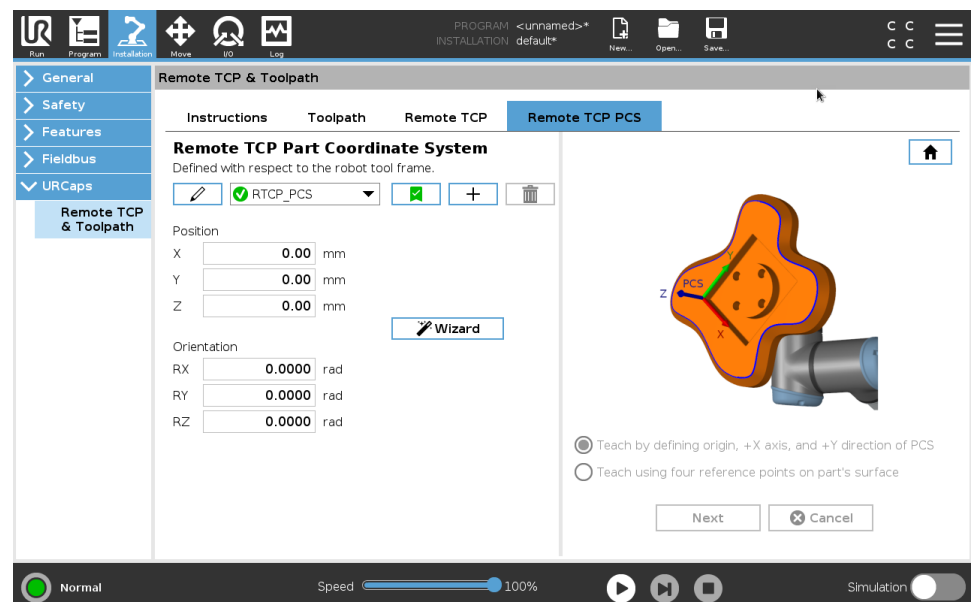 PROGRAM <unnamed>*
INSTALLATION default*
UR
Run
Program
Installation
Move
I/O
Log
New...
Open...
Save...
C C
C C
General
Safety
Features
Fieldbus
URCaps
Remote TCP
& Toolpath
Remote TCP & Toolpath
Instructions
Toolpath
Remote TCP
Remote TCP PCS
Remote TCP Part Coordinate System
Defined with respect to the robot tool frame.
RTCP_PCS
Position
X 0.00 mm
Y 0.00 mm
Z 0.00 mm
Wizard
Orientation
RX 0.0000 rad
RY 0.0000 rad
RZ 0.0000 rad
Y
PCS
Z
X
Teach by defining origin, +X axis, and +Y direction of PCS
Teach using four reference points on part's surface
Next
Cancel
Normal
Speed
100%
Simulation